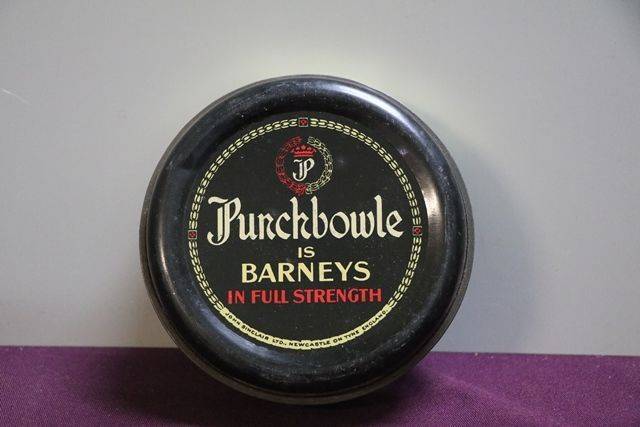 JP
Punchbowle
IS
BARNEYS
IN FULL STRENGTH
JOHN SINCLAIR LTD., NEWCASTLE ON TYNE ENGLAND.